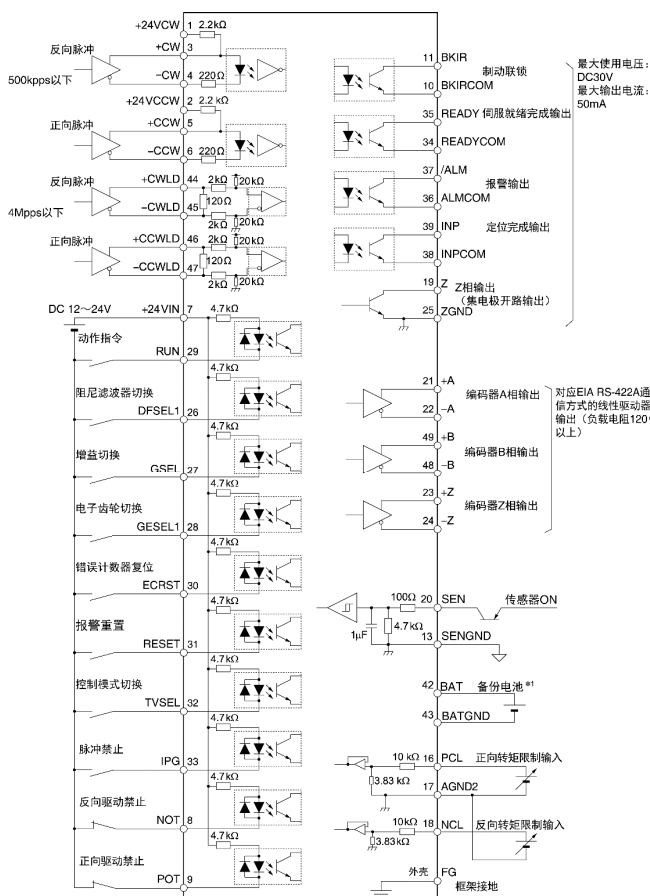 +24VCW 1 2.2kΩ
反向脉冲 +CW 3
500kpps以下 −CW 4 220Ω
+24VCCW 2 2.2 kΩ
正向脉冲 +CCW 5
−CCW 6 220Ω
反向脉冲 +CWLD 44 2kΩ 20kΩ
120Ω
4Mpps以下 −CWLD 45
2kΩ 20kΩ
正向脉冲 +CCWLD 46 2kΩ 20kΩ
120Ω
−CCWLD 47
2kΩ 20kΩ
DC 12～24V +24VIN 7 4.7kΩ
动作指令
RUN 29
4.7kΩ
阻尼滤波器切换
DFSEL1 26
4.7kΩ
增益切换
GSEL 27
4.7kΩ
电子齿轮切换
GESEL1 28
4.7kΩ
错误计数器复位
ECRST 30
4.7kΩ
报警重置
RESET 31
4.7kΩ
控制模式切换
TVSEL 32
4.7kΩ
脉冲禁止
IPG 33
4.7kΩ
反向驱动禁止
NOT 8
4.7kΩ
正向驱动禁止
POT 9
11 BKIR
制动联锁
10 BKIRCOM
35 READY 伺服就绪完成输出
34 READYCOM
37 /ALM
报警输出
36 ALMCOM
39 INP 定位完成输出
38 INPCOM
19 Z Z相输出
（集电极开路输出）
25 ZGND
最大使用电压：
DC30V
最大输出电流：
50mA
21 +A
编码器A相输出
22 −A
49 +B
编码器B相输出
48 −B
23 +Z
编码器Z相输出
24 −Z
对应EIA RS-422A通
信方式的线性驱动器
输出（负载电阻120
以上）
100Ω 20 SEN 传感器ON
1μF 4.7kΩ
13 SENGND
42 BAT 备份电池 *1
43 BATGND
10 kΩ 16 PCL 正向转矩限制输入
3.83 kΩ
17 AGND2
10kΩ 18 NCL 反向转矩限制输入
3.83kΩ
外壳 FG
框架接地